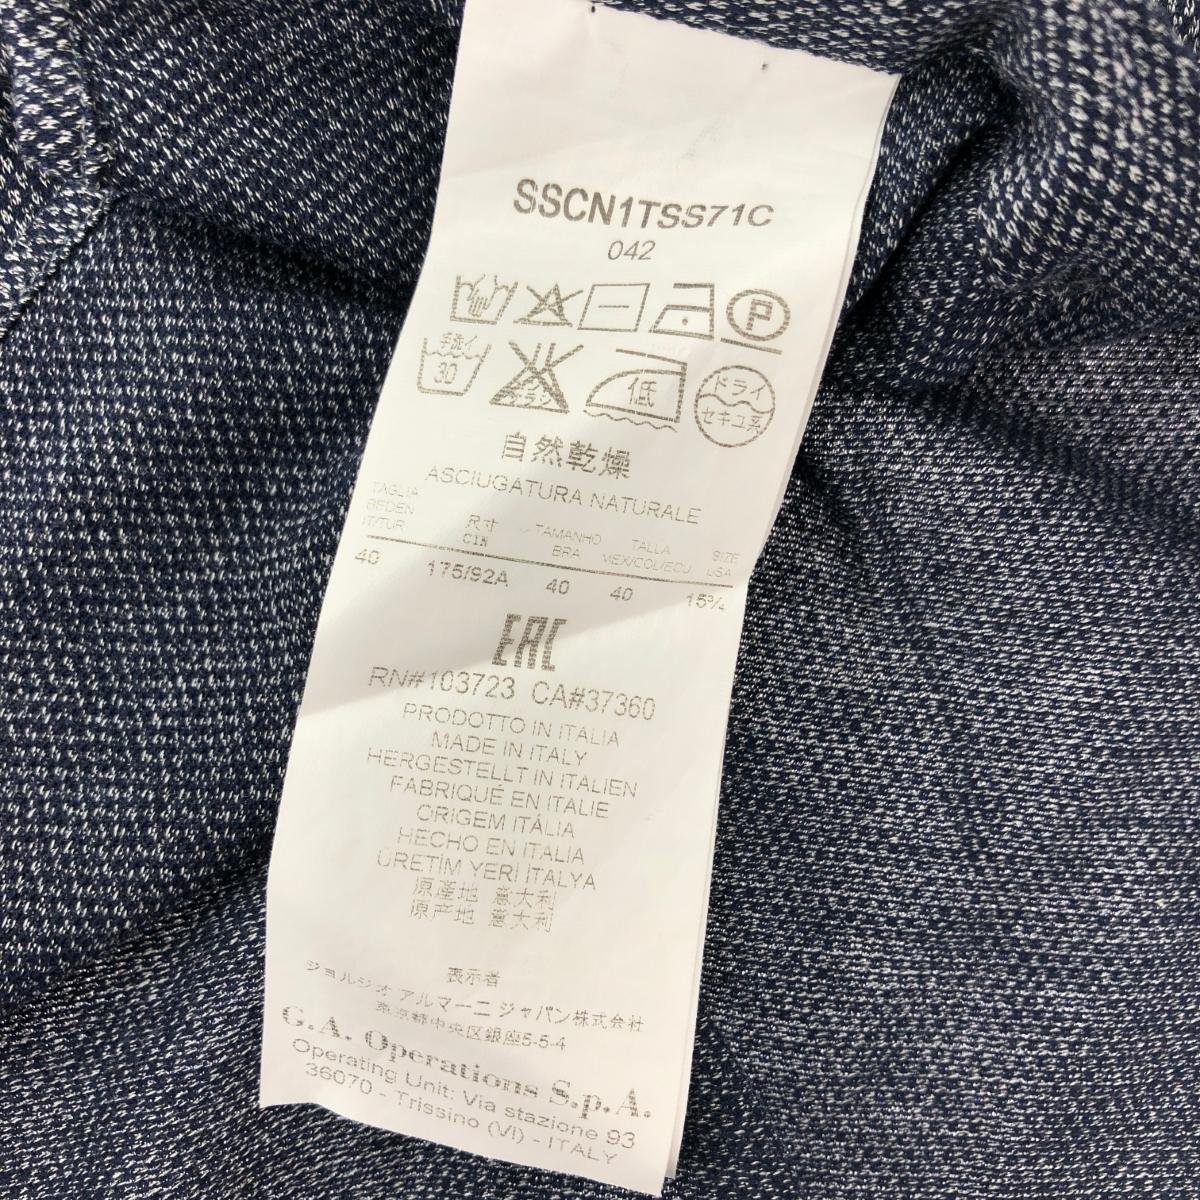 SSCN1TSS71C
042
P
手洗イ
30
低
ドライ
セキユ系
自然乾燥
ASCIUGATURA NATURALE
TAGLIA BEDEN IT/TUR 尺寸 CIN TAMANHO BRA TALLA MEX/COL/ECU SIZE USA
40 175/92A 40 40 15¾
EAC
RN#103723 CA#37360
PRODOTTO IN ITALIA
MADE IN ITALY
HERGESTELLT IN ITALIEN
FABRIQUÉ EN ITALIE
ORIGEM ITÁLIA
HECHO EN ITALIA
ÜRETİM YERİ İTALYA
原產地 意大利
原产地 意大利
表示者
ジョルジオ アルマーニ ジャパン株式会社
東京都中央区銀座5-5-4
G.A. Operations S.p.A.
Operating Unit: Via stazione 93
36070 - Trissino (VI) - ITALY